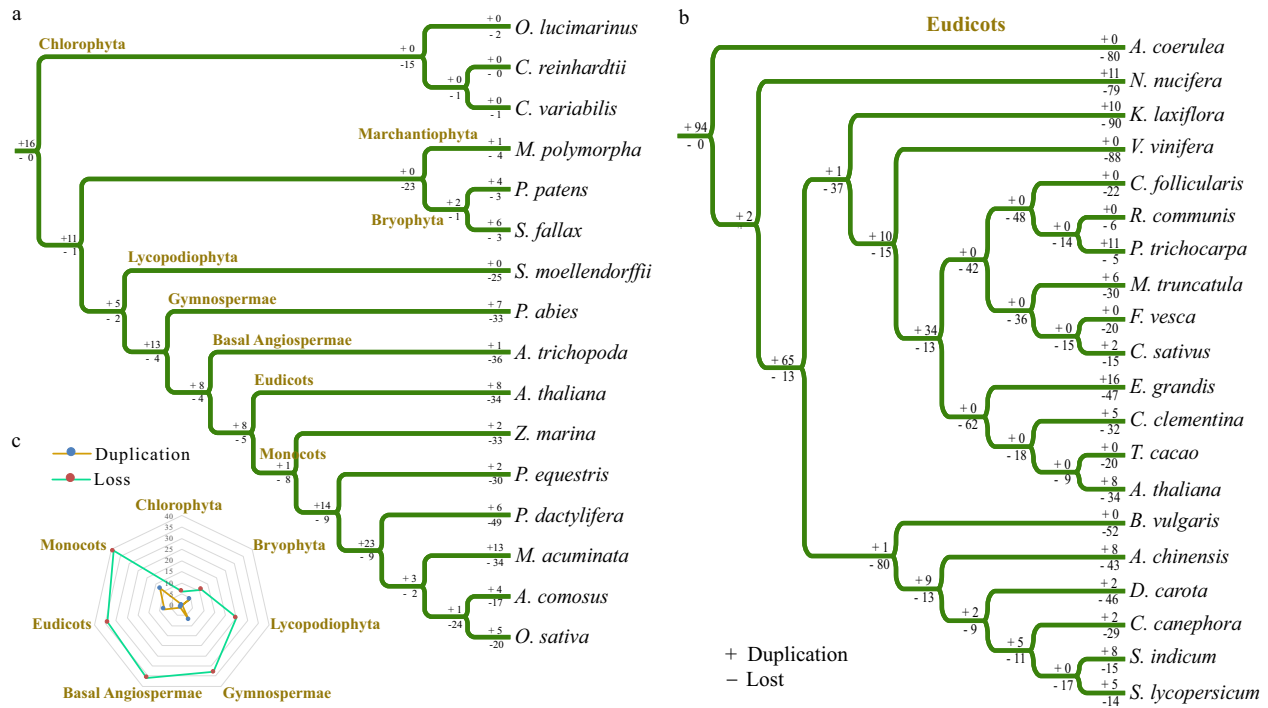 a
Chlorophyta
+ 0
-15
+ 0
- 2
O. lucimarinus
+ 0
- 1
+ 0
- 0
C. reinhardtii
+ 0
- 1
C. variabilis
+16
- 0
Marchantiophyta
+ 1
- 4
M. polymorpha
+ 0
-23
+ 4
- 3
P. patens
+ 2
- 1
Bryophyta
+ 6
- 3
S. fallax
+11
- 1
Lycopodiophyta
+ 0
-25
S. moellendorffii
+ 5
- 2
Gymnospermae
+ 7
-33
P. abies
+13
- 4
Basal Angiospermae
+ 1
-36
A. trichopoda
+ 8
- 4
Eudicots
+ 8
-34
A. thaliana
+ 8
- 5
Monocots
+ 2
-33
Z. marina
+ 1
- 8
+ 2
-30
P. equestris
+14
- 9
+ 6
-49
P. dactylifera
+23
- 9
+13
- 34
M. acuminata
+ 3
- 2
+ 4
-17
A. comosus
+ 1
-24
+ 5
-20
O. sativa
c
Duplication
Loss
Chlorophyta
Bryophyta
Lycopodiophyta
Gymnospermae
Basal Angiospermae
Eudicots
Monocots
40
35
30
25
20
15
10
5
0
b
Eudicots
+94
- 0
+ 0
- 80
A. coerulea
+ 2
+11
-79
N. nucifera
+10
- 90
K. laxiflora
+ 1
- 37
+ 0
-88
V. vinifera
+ 10
- 15
+ 0
-22
C. follicularis
+ 0
- 48
+0
- 6
R. communis
+ 0
- 14
+11
- 5
P. trichocarpa
+ 0
- 42
+ 6
-30
M. truncatula
+ 0
- 36
+ 0
-20
F. vesca
+ 0
- 15
+ 2
-15
C. sativus
+ 34
- 13
+16
-47
E. grandis
+ 0
- 62
+ 5
- 32
C. clementina
+ 0
- 18
+ 0
-20
T. cacao
+ 0
- 9
+ 8
- 34
A. thaliana
+ 65
- 13
+ 0
-52
B. vulgaris
+ 1
- 80
+ 8
-43
A. chinensis
+ 9
- 13
+ 2
- 46
D. carota
+ 2
- 9
+ 2
-29
C. canephora
+ 5
- 11
+ 8
-15
S. indicum
+ 0
- 17
+ 5
-14
S. lycopersicum
+ Duplication
– Lost